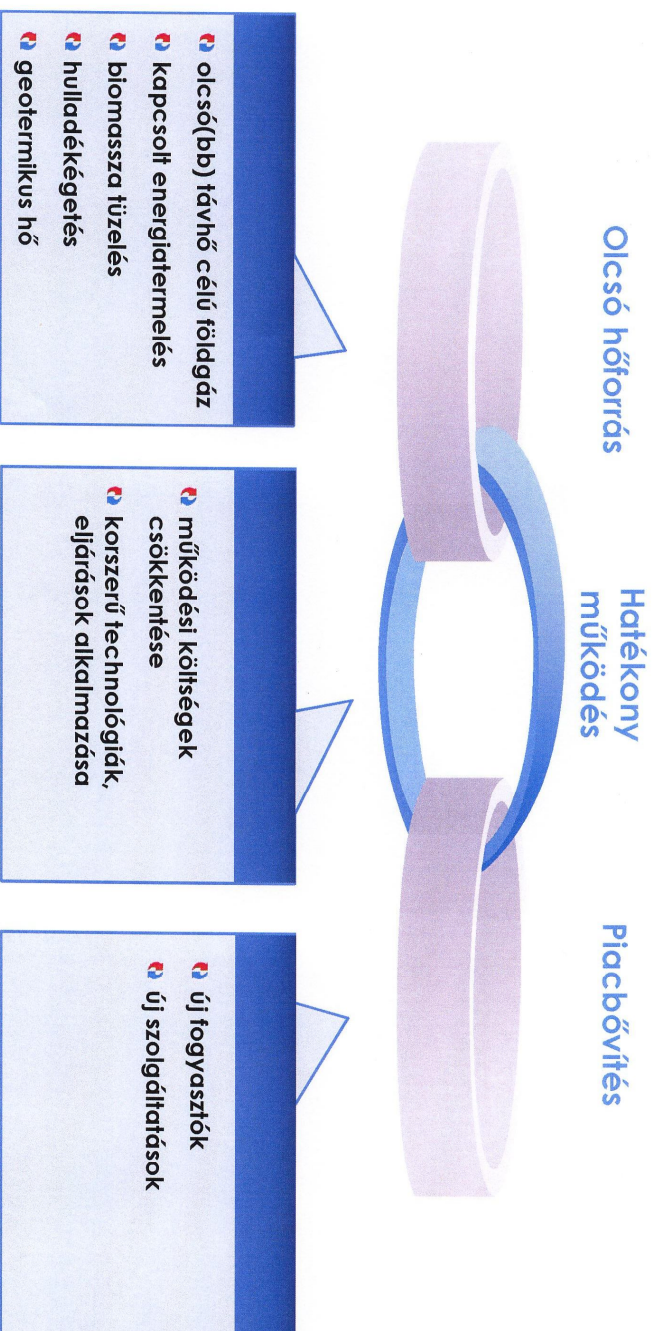 Olcsó hőforrás
Hatékony
működés
Piacbővítés
olcsó(bb) távhő célú földgáz
kapcsolt energiatermelés
biomassza tüzelés
hulladékégetés
geotermikus hő
működési költségek
csökkentése
korszerű technológiák,
eljárások alkalmazása
új fogyasztók
új szolgáltatások